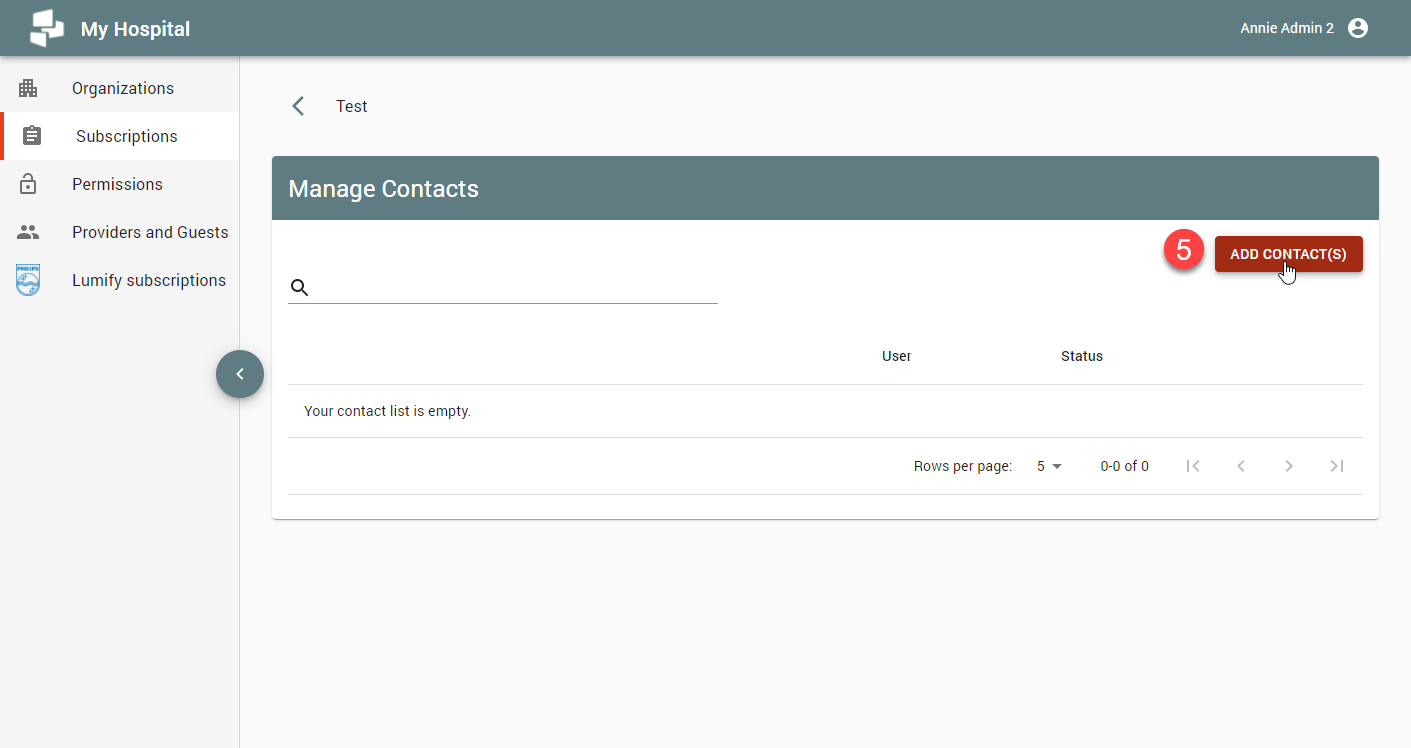 My Hospital
Annie Admin 2
Organizations
Subscriptions
Permissions
Providers and Guests
PHILIPS
Lumify subscriptions
Test
Manage Contacts
5
ADD CONTACT(S)
User
Status
Your contact list is empty.
Rows per page: 5 0-0 of 0